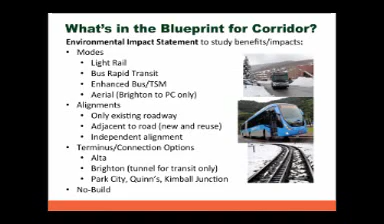 What's in the Blueprint for Corridor?
Environmental Impact Statement to study benefits/impacts:
• Modes
• Light Rail
• Bus Rapid Transit
• Enhanced Bus/TSM
• Aerial (Brighton to PC only)
• Alignments
• Only existing roadway
• Adjacent to road (new and reuse)
• Independent alignment
• Terminus/Connection Options
• Alta
• Brighton (tunnel for transit only)
• Park City, Quinn's, Kimball Junction
• No-Build